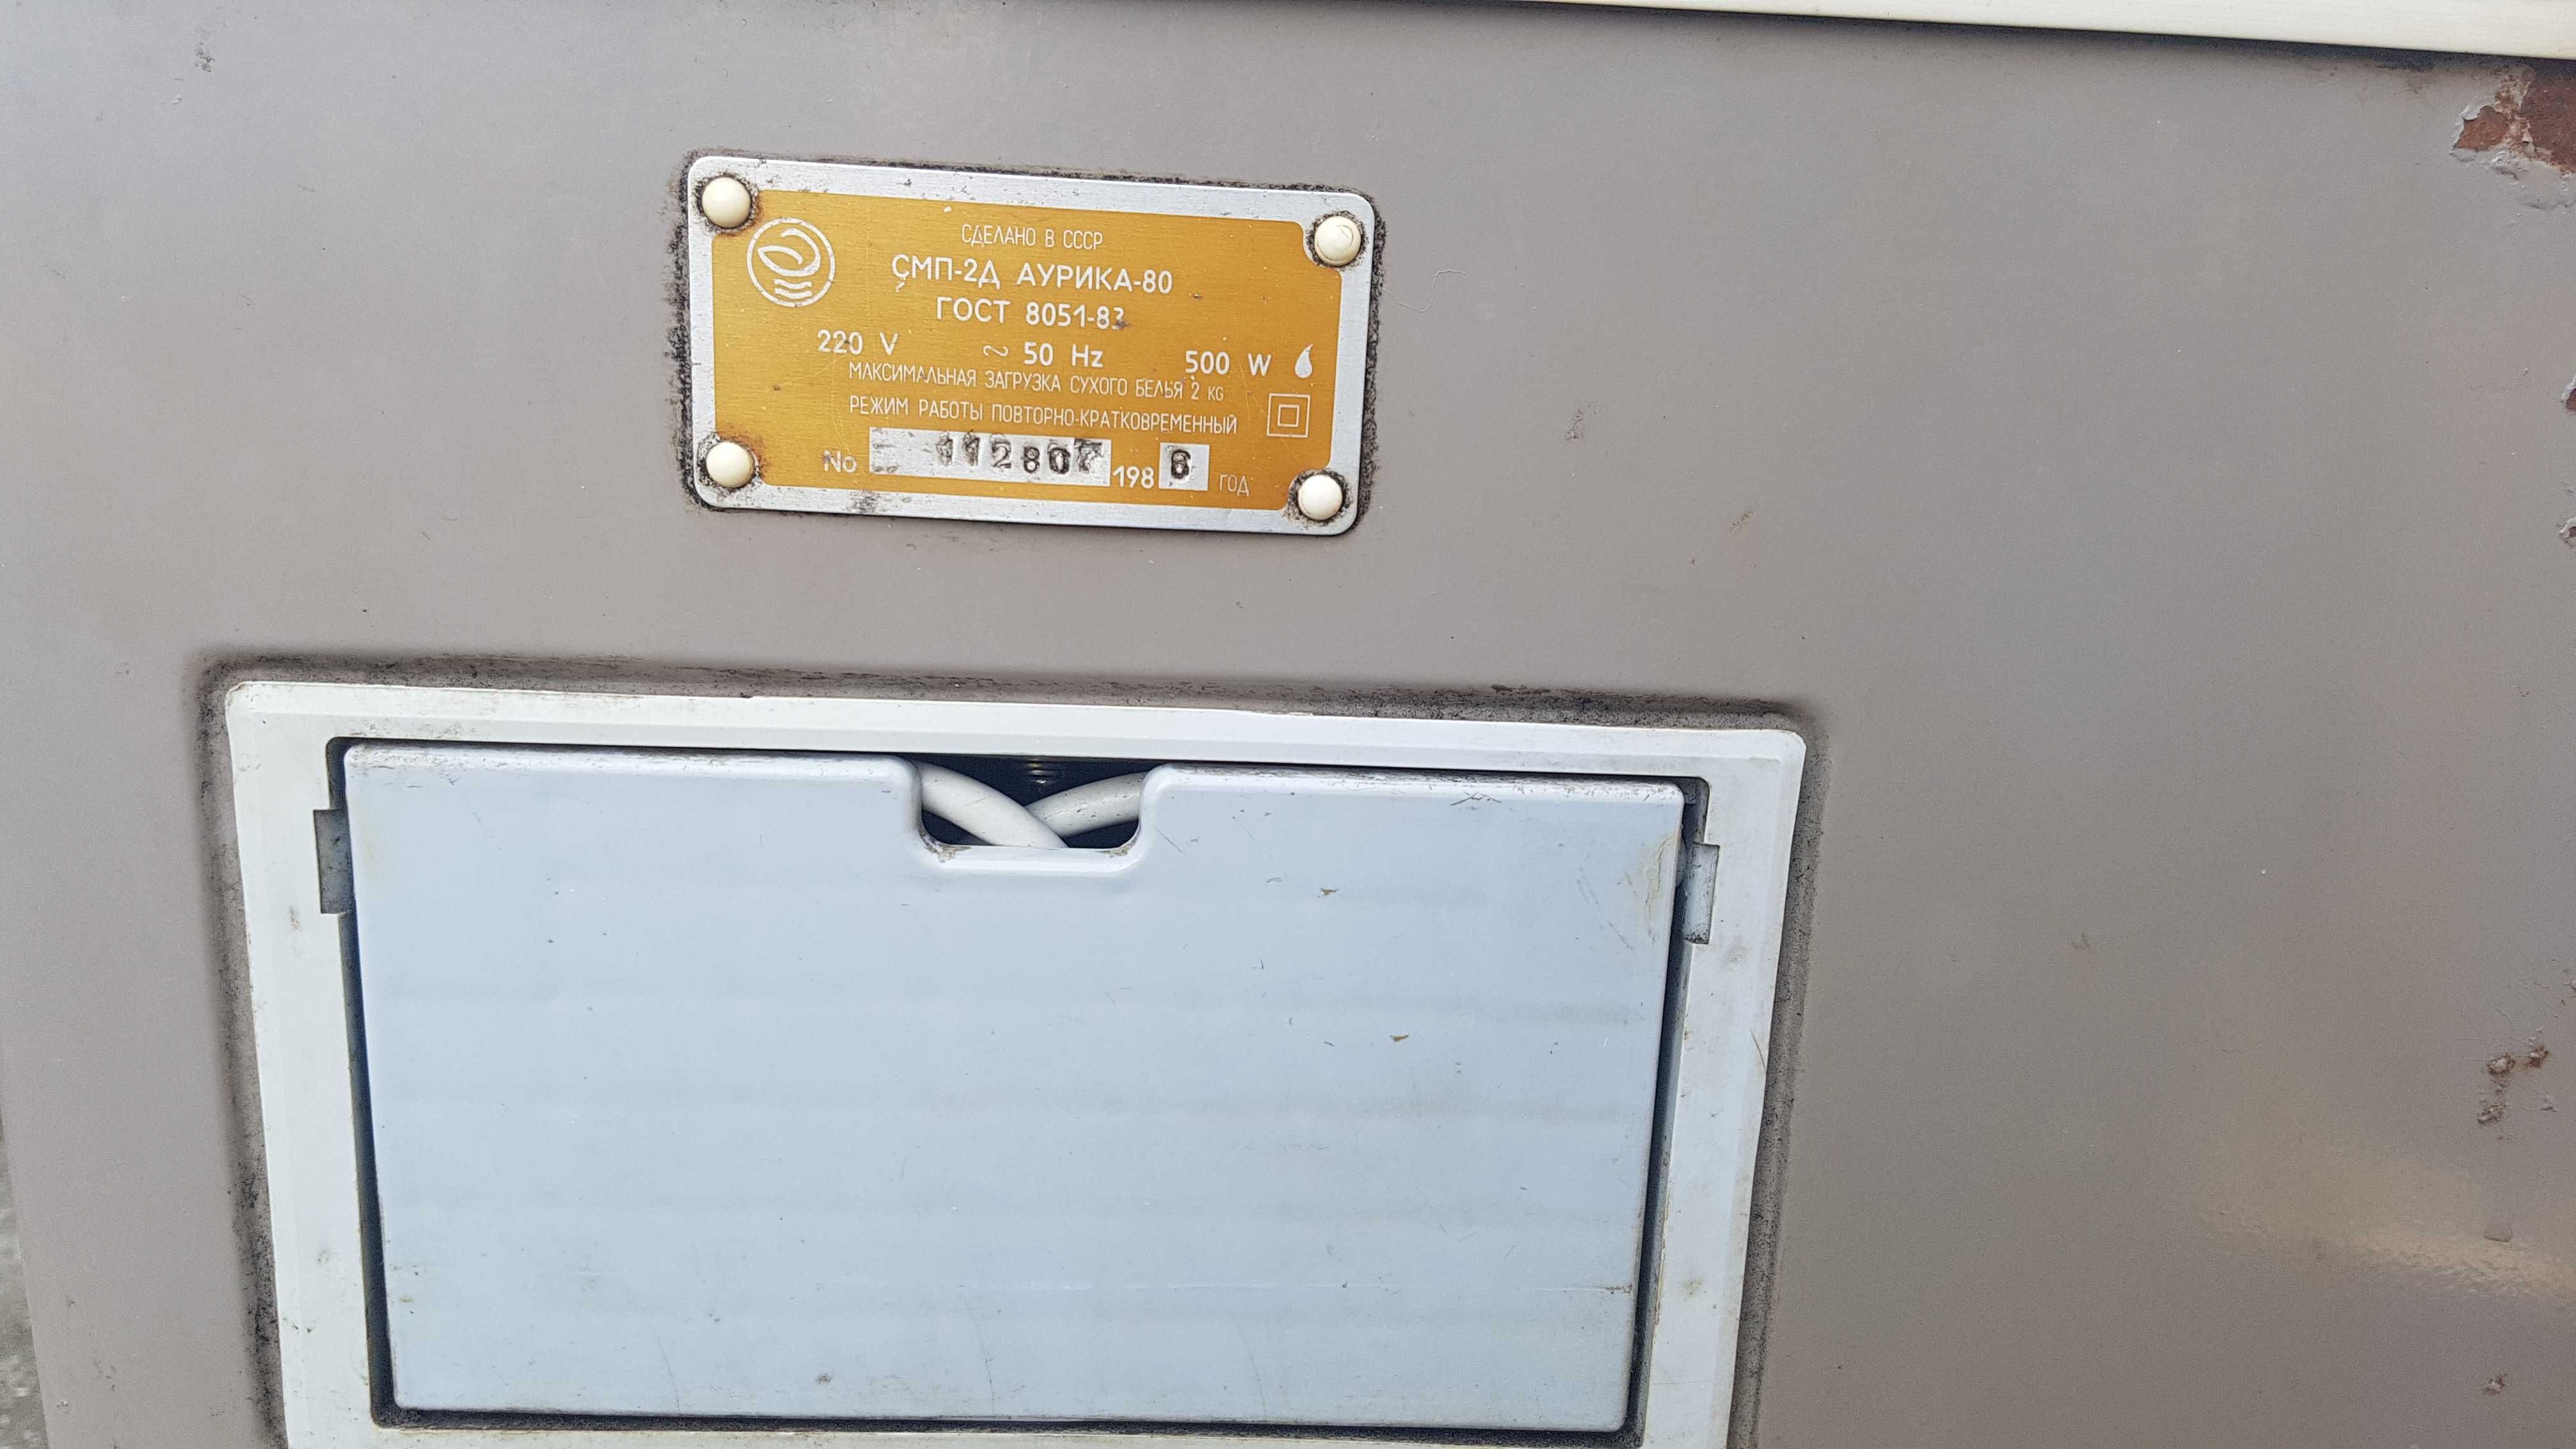 СДЕЛАНО В СССР
СМП-2Д АУРИКА-80
ГОСТ 8051-83
220 V ~ 50 Hz 500 W
МАКСИМАЛЬНАЯ ЗАГРУЗКА СУХОГО БЕЛЬЯ 2 KG
РЕЖИМ РАБОТЫ ПОВТОРНО-КРАТКОВРЕМЕННЫЙ
No 112807 1986 ГОД